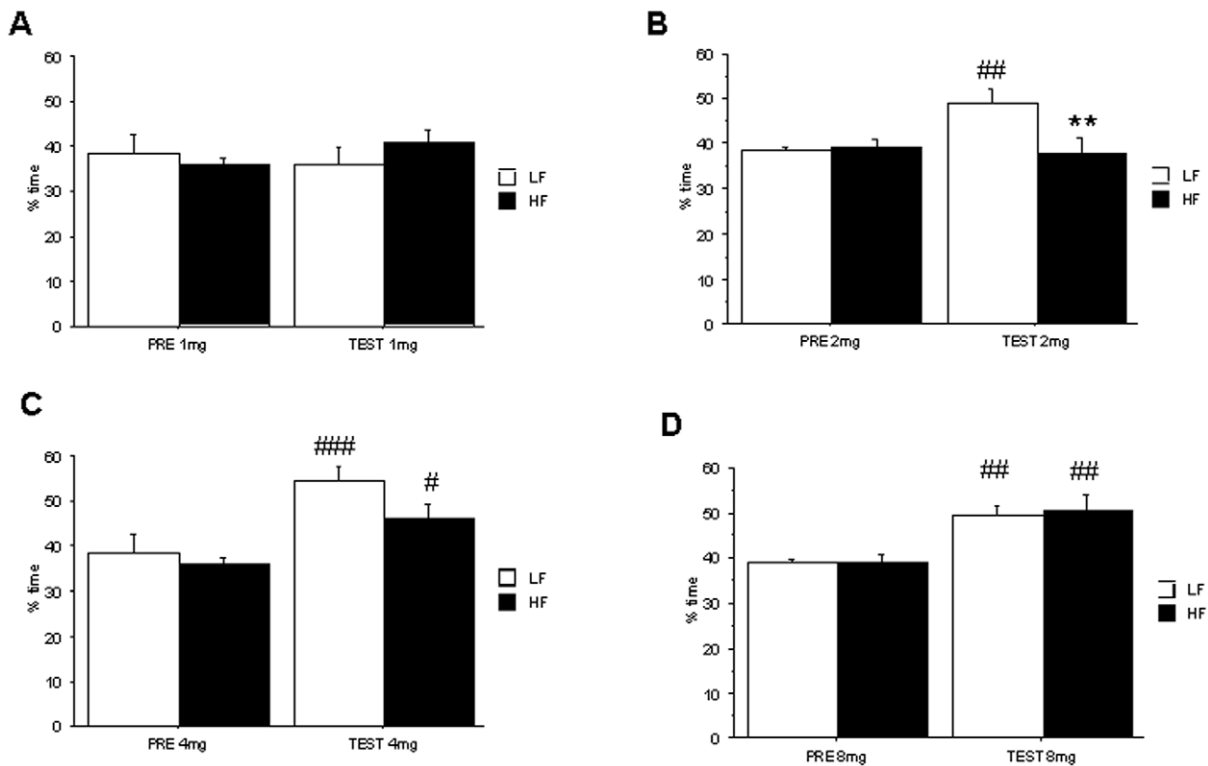 A
60
50
40
30
20
10
0
% time
PRE 1mg
TEST 1mg
LF
HF
B
60
50
40
30
20
10
0
% time
##
**
PRE 2mg
TEST 2mg
LF
HF
C
60
50
40
30
20
10
0
% time
###
#
PRE 4mg
TEST 4mg
LF
HF
D
60
50
40
30
20
10
0
% time
##
##
PRE 8mg
TEST 8mg
LF
HF